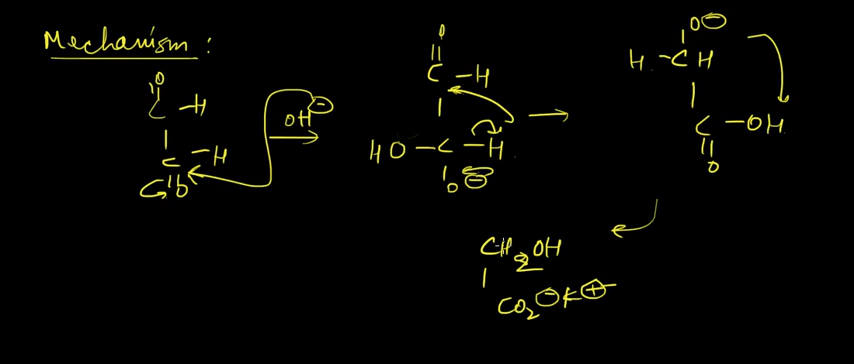 Mechanism :
O
C - H
C - H
O
OH ⊖
O
C - H
HO - C - H
O ⊖
O ⊖
H - C H
C - OH
O
CH2OH
CO2 ⊖ K ⊕